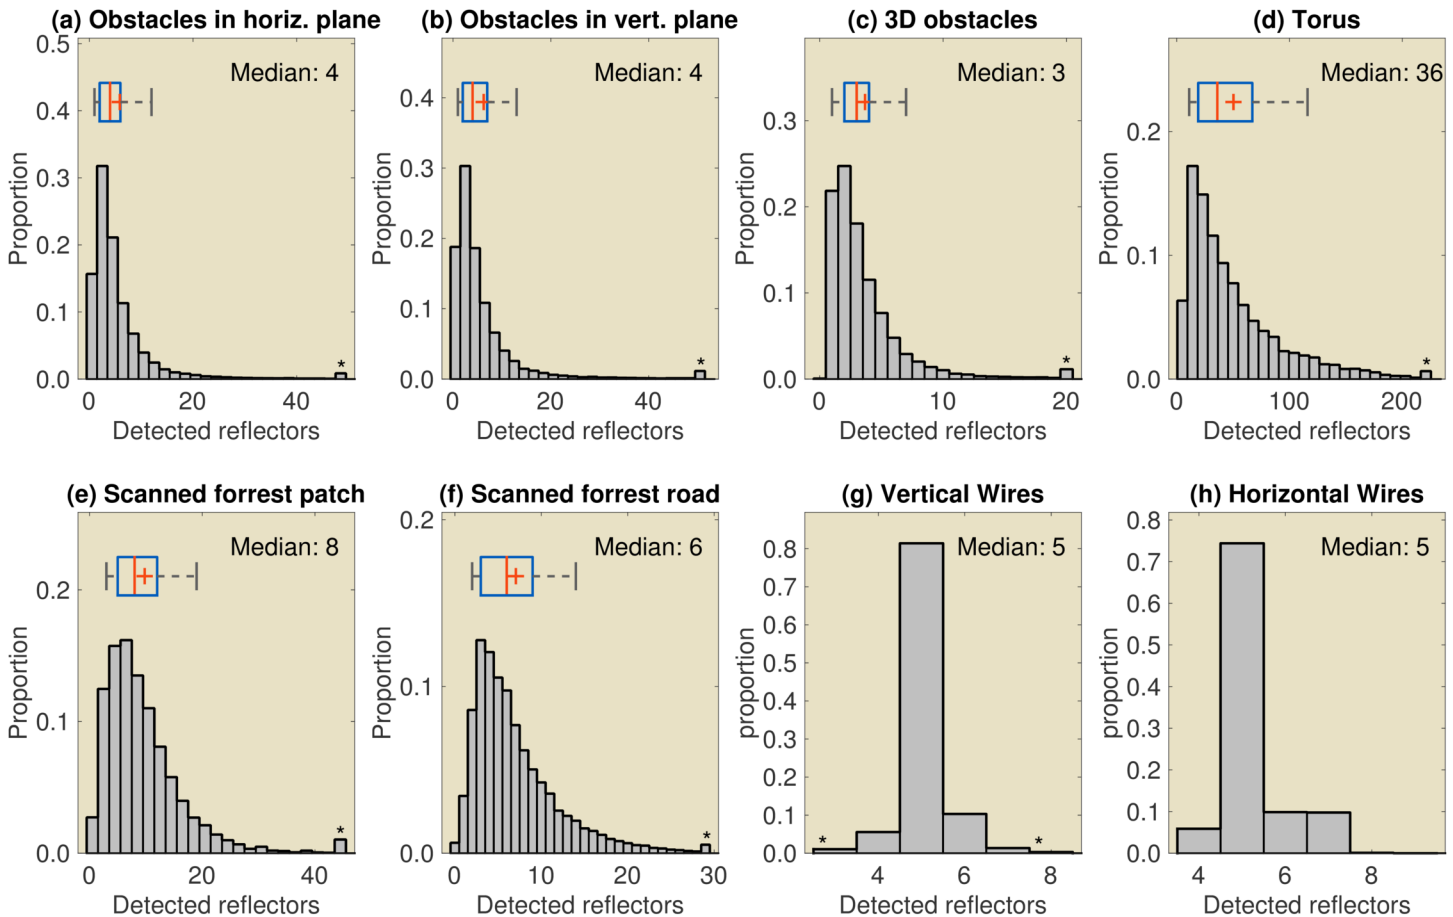 (a) Obstacles in horiz. plane
Median: 4
Proportion
0.5
0.4
0.3
0.2
0.1
0.0
0 20 40
Detected reflectors
*
(b) Obstacles in vert. plane
Median: 4
Proportion
0.4
0.3
0.2
0.1
0.0
0 20 40
Detected reflectors
*
(c) 3D obstacles
Median: 3
Proportion
0.3
0.2
0.1
0.0
0 10 20
Detected reflectors
*
(d) Torus
Median: 36
Proportion
0.2
0.1
0.0
0 100 200
Detected reflectors
*
(e) Scanned forrest patch
Median: 8
Proportion
0.2
0.1
0.0
0 20 40
Detected reflectors
*
(f) Scanned forrest road
Median: 6
Proportion
0.2
0.1
0.0
0 10 20 30
Detected reflectors
*
(g) Vertical Wires
Median: 5
proportion
0.8
0.7
0.6
0.5
0.4
0.3
0.2
0.1
0.0
4 6 8
Detected reflectors
* *
(h) Horizontal Wires
Median: 5
proportion
0.8
0.7
0.6
0.5
0.4
0.3
0.2
0.1
0.0
4 6 8
Detected reflectors